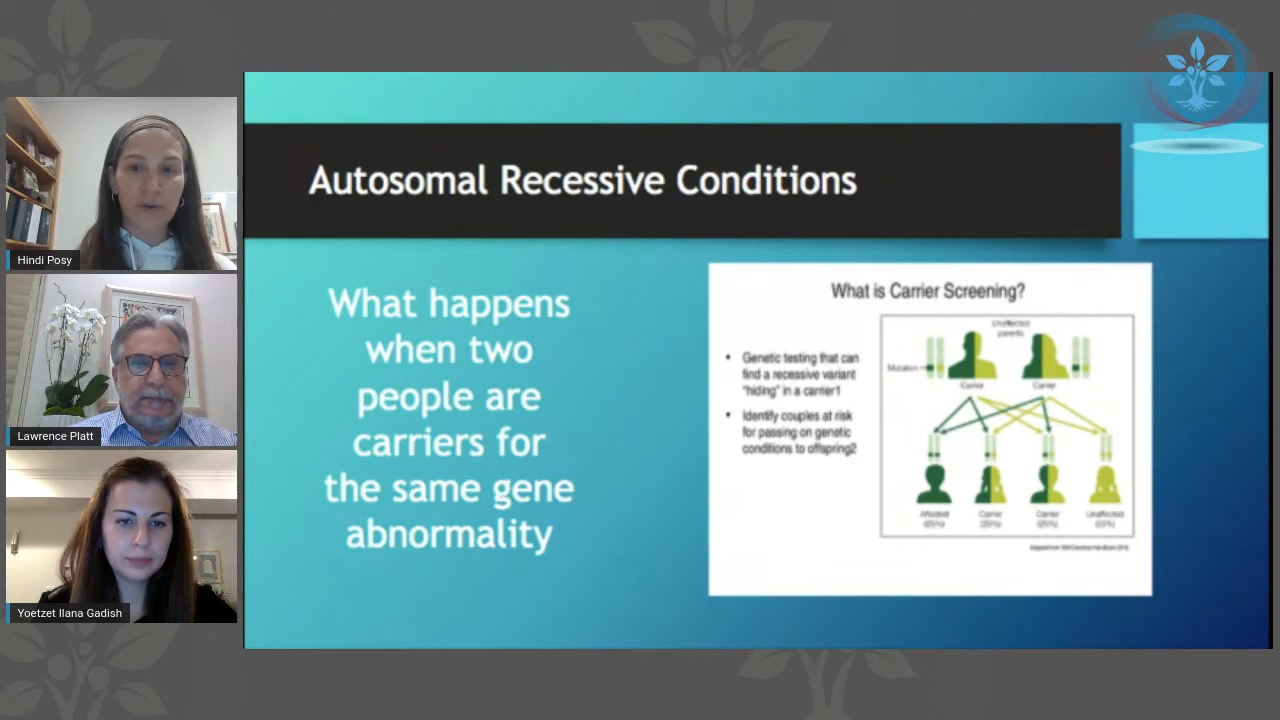 Autosomal Recessive Conditions
What happens
when two
people are
carriers for
the same gene
abnormality
What is Carrier Screening?
• Genetic testing that can
find a recessive variant
"hiding" in a carrier1
• Identify couples at risk
for passing on genetic
conditions to offspring2
Unaffected
parents
Mutation
Carrier
Carrier
Affected
(25%)
Carrier
(25%)
Carrier
(25%)
Unaffected
(25%)
Hindi Posy
Lawrence Platt
Yoetzet Ilana Gadish